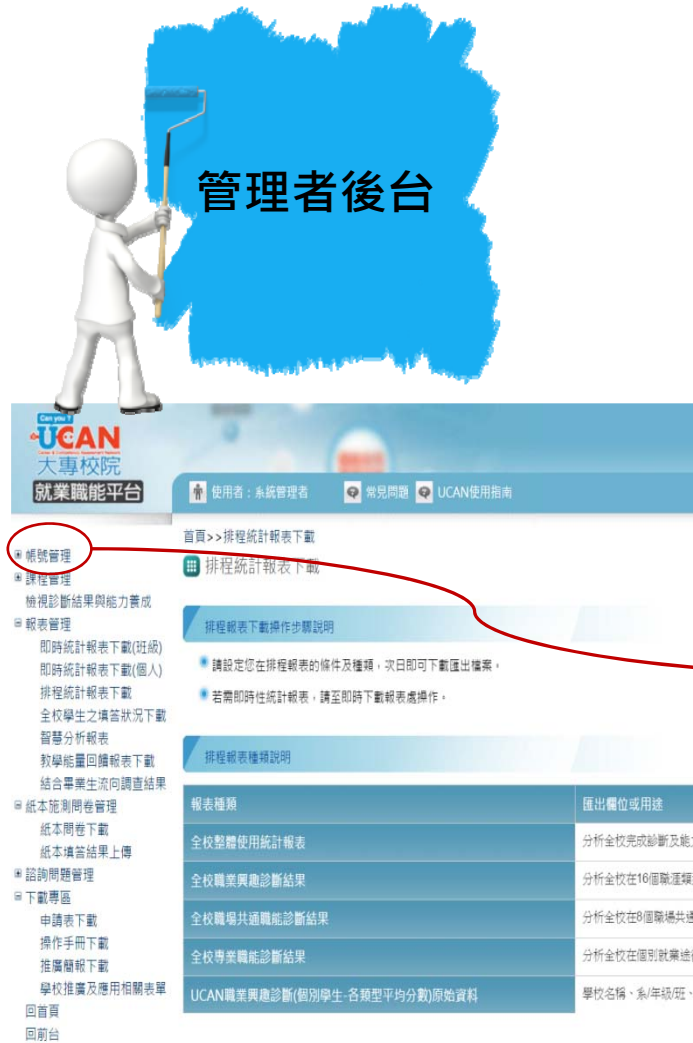 管理者後台
Can you ?
UCAN
大專校院
就業職能平台
使用者：系統管理者
常見問題
UCAN使用指南
首頁>>排程統計報表下載
排程統計報表下載
帳號管理
課程管理
檢視診斷結果與能力養成
報表管理
即時統計報表下載(班級)
即時統計報表下載(個人)
排程統計報表下載
全校學生之填答狀況下載
智慧分析報表
教學能量回饋報表下載
結合畢業生流向調查結果
紙本施測問卷管理
紙本問卷下載
紙本填答結果上傳
諮詢問題管理
下載專區
申請表下載
操作手冊下載
推廣簡報下載
學校推廣及應用相關表單
回首頁
回前台
排程報表下載操作步驟說明
請設定您在排程報表的條件及種類，次日即可下載匯出檔案。
若需即時性統計報表，請至即時下載報表處操作。
排程報表種類說明
報表種類
匯出欄位或用途
全校整體使用統計報表
分析全校完成診斷及能
全校職業興趣診斷結果
分析全校在16個職涯類
全校職場共通職能診斷結果
分析全校在8個職場共通
全校專業職能診斷結果
分析全校在個別就業途
UCAN職業興趣診斷(個別學生-各類型平均分數)原始資料
學校名稱、系/年級/班、